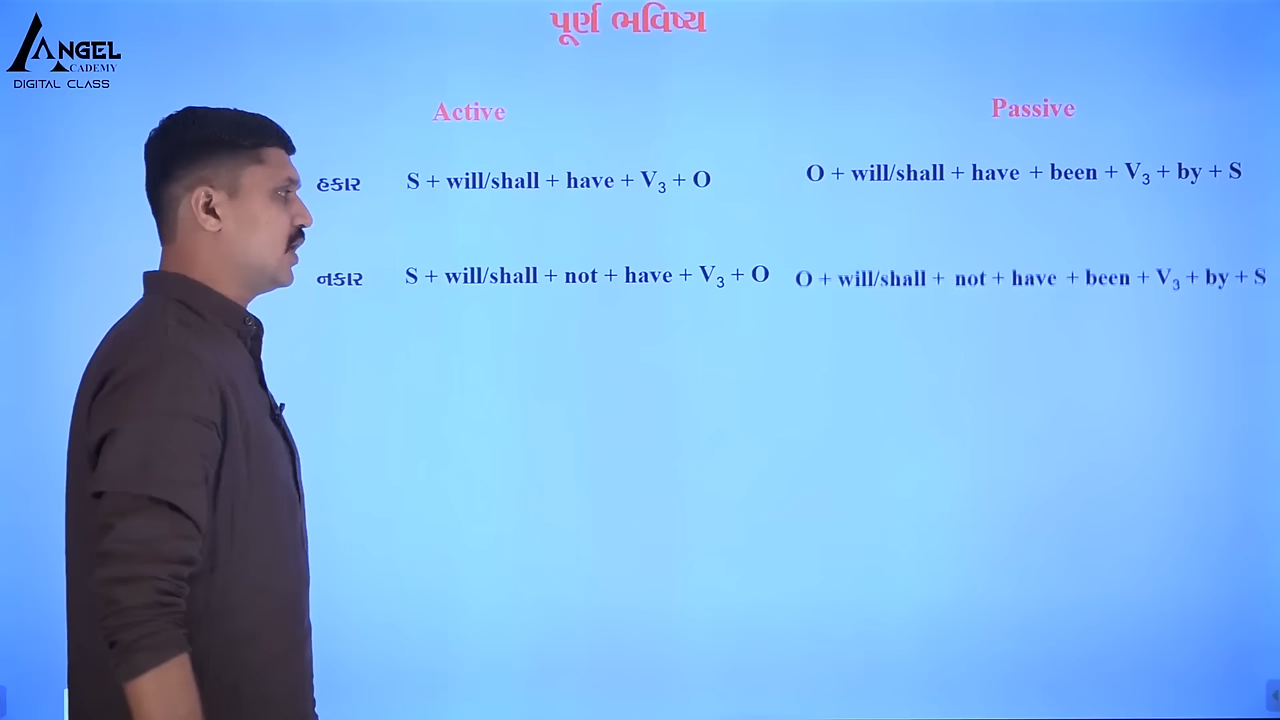 પૂર્ણ ભવિષ્ય
ANGEL
ACADEMY
DIGITAL CLASS
Active
Passive
હકાર
S + will/shall + have + V₃ + O
O + will/shall + have + been + V₃ + by + S
નકાર
S + will/shall + not + have + V₃ + O
O + will/shall + not + have + been + V₃ + by + S